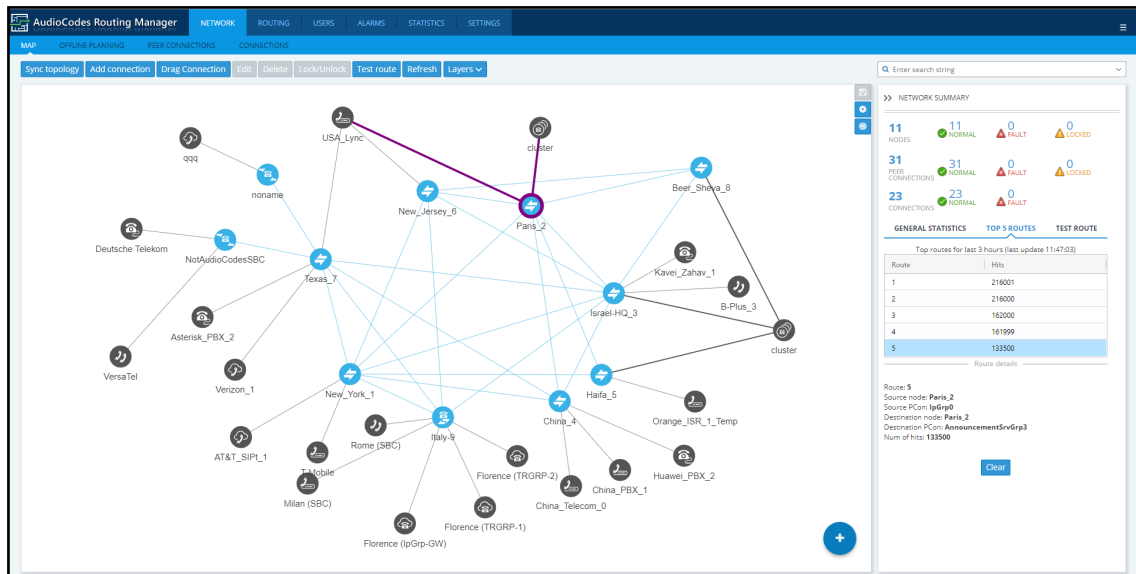 AudioCodes Routing Manager NETWORK ROUTING USERS ALARMS STATISTICS SETTINGS
MAP OFFLINE PLANNING PEER CONNECTIONS CONNECTIONS
Sync topology Add connection Drag Connection Edit Delete Lock/Unlock Test route Refresh Layers
Enter search string
USA_Lync
cluster
qqq
noname
New_Jersey_6
Beer_Sheva_8
Paris_2
Deutsche Telekom
NotAudioCodesSBC
Texas_7
Kavei_Zahav_1
B-Plus_3
Israel-HQ_3
Asterisk_PBX_2
cluster
VersaTel
Verizon_1
New_York_1
Haifa_5
China_4
Orange_ISR_1_Temp
Italy-9
Rome (SBC)
AT&T_SIPt_1
T-Mobile
Florence (TRGRP-2)
Huawei_PBX_2
China_PBX_1
Milan (SBC)
China_Telecom_0
Florence (TRGRP-1)
Florence (IpGrp-GW)
+
NETWORK SUMMARY
11 NODES 11 NORMAL 0 FAULT 0 LOCKED
31 PEER CONNECTIONS 31 NORMAL 0 FAULT 0 LOCKED
23 CONNECTIONS 23 NORMAL 0 FAULT
GENERAL STATISTICS TOP 5 ROUTES TEST ROUTE
Top routes for last 3 hours (last update 11:47:03)
Route Hits
1 216001
2 216000
3 162000
4 161999
5 133500
Route details
Route: 5
Source node: Paris_2
Source PCon: IpGrp0
Destination node: Paris_2
Destination PCon: AnnouncementSrvGrp3
Num of hits: 133500
Clear